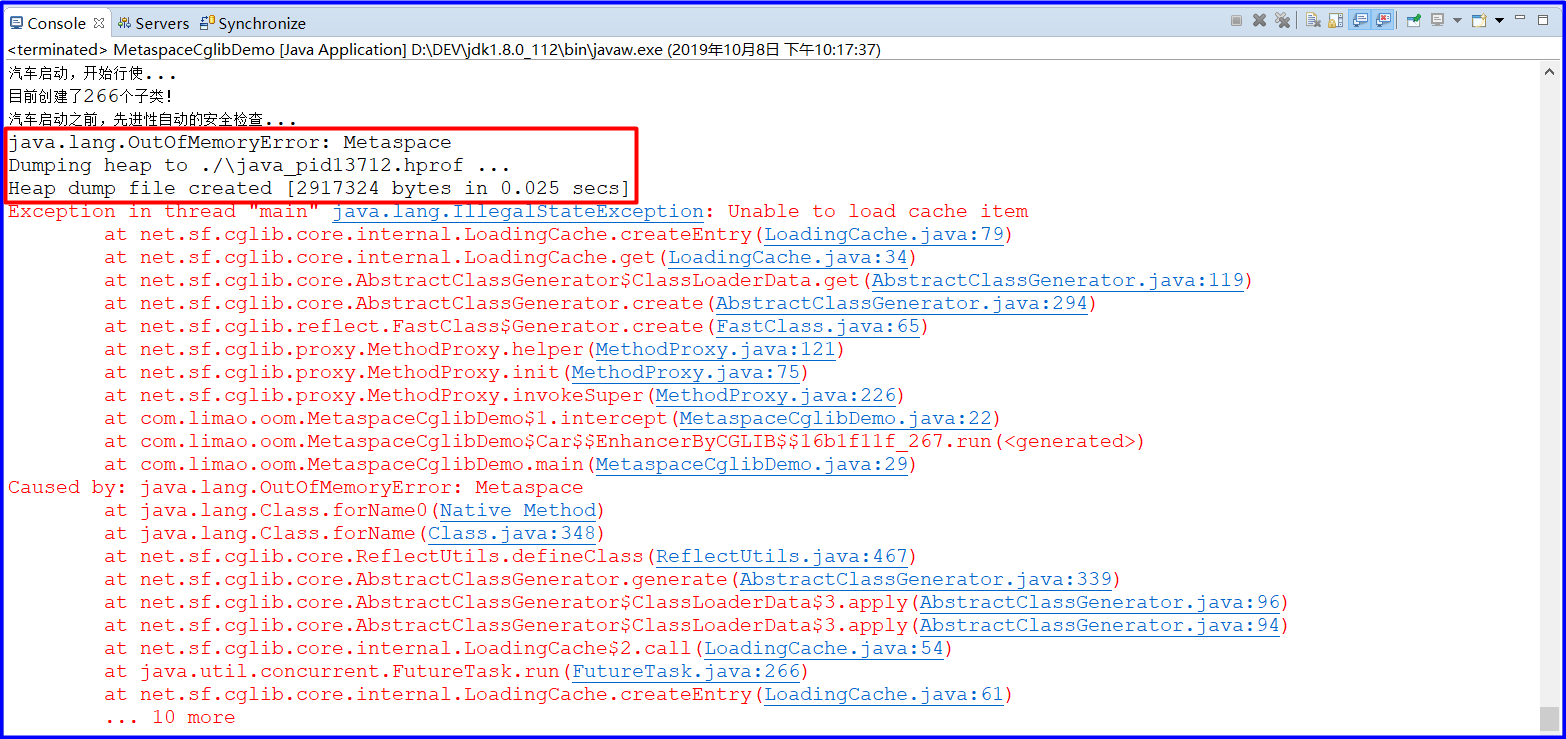 Console Servers Synchronize
<terminated> MetaspaceCglibDemo [Java Application] D:\DEV\jdk1.8.0_112\bin\javaw.exe (2019年10月8日 下午10:17:37)
汽车启动，开始行使...
目前创建了266个子类!
汽车启动之前，先进性自动的安全检查...
java.lang.OutOfMemoryError: Metaspace
Dumping heap to ./\java_pid13712.hprof ...
Heap dump file created [2917324 bytes in 0.025 secs]
Exception in thread "main" java.lang.IllegalStateException: Unable to load cache item
at net.sf.cglib.core.internal.LoadingCache.createEntry(LoadingCache.java:79)
at net.sf.cglib.core.internal.LoadingCache.get(LoadingCache.java:34)
at net.sf.cglib.core.AbstractClassGenerator$ClassLoaderData.get(AbstractClassGenerator.java:119)
at net.sf.cglib.core.AbstractClassGenerator.create(AbstractClassGenerator.java:294)
at net.sf.cglib.reflect.FastClass$Generator.create(FastClass.java:65)
at net.sf.cglib.proxy.MethodProxy.helper(MethodProxy.java:121)
at net.sf.cglib.proxy.MethodProxy.init(MethodProxy.java:75)
at net.sf.cglib.proxy.MethodProxy.invokeSuper(MethodProxy.java:226)
at com.limao.oom.MetaspaceCglibDemo$1.intercept(MetaspaceCglibDemo.java:22)
at com.limao.oom.MetaspaceCglibDemo$Car$$EnhancerByCGLIB$$16b1f11f_267.run(<generated>)
at com.limao.oom.MetaspaceCglibDemo.main(MetaspaceCglibDemo.java:29)
Caused by: java.lang.OutOfMemoryError: Metaspace
at java.lang.Class.forName0(Native Method)
at java.lang.Class.forName(Class.java:348)
at net.sf.cglib.core.ReflectUtils.defineClass(ReflectUtils.java:467)
at net.sf.cglib.core.AbstractClassGenerator.generate(AbstractClassGenerator.java:339)
at net.sf.cglib.core.AbstractClassGenerator$ClassLoaderData$3.apply(AbstractClassGenerator.java:96)
at net.sf.cglib.core.AbstractClassGenerator$ClassLoaderData$3.apply(AbstractClassGenerator.java:94)
at net.sf.cglib.core.internal.LoadingCache$2.call(LoadingCache.java:54)
at java.util.concurrent.FutureTask.run(FutureTask.java:266)
at net.sf.cglib.core.internal.LoadingCache.createEntry(LoadingCache.java:61)
... 10 more